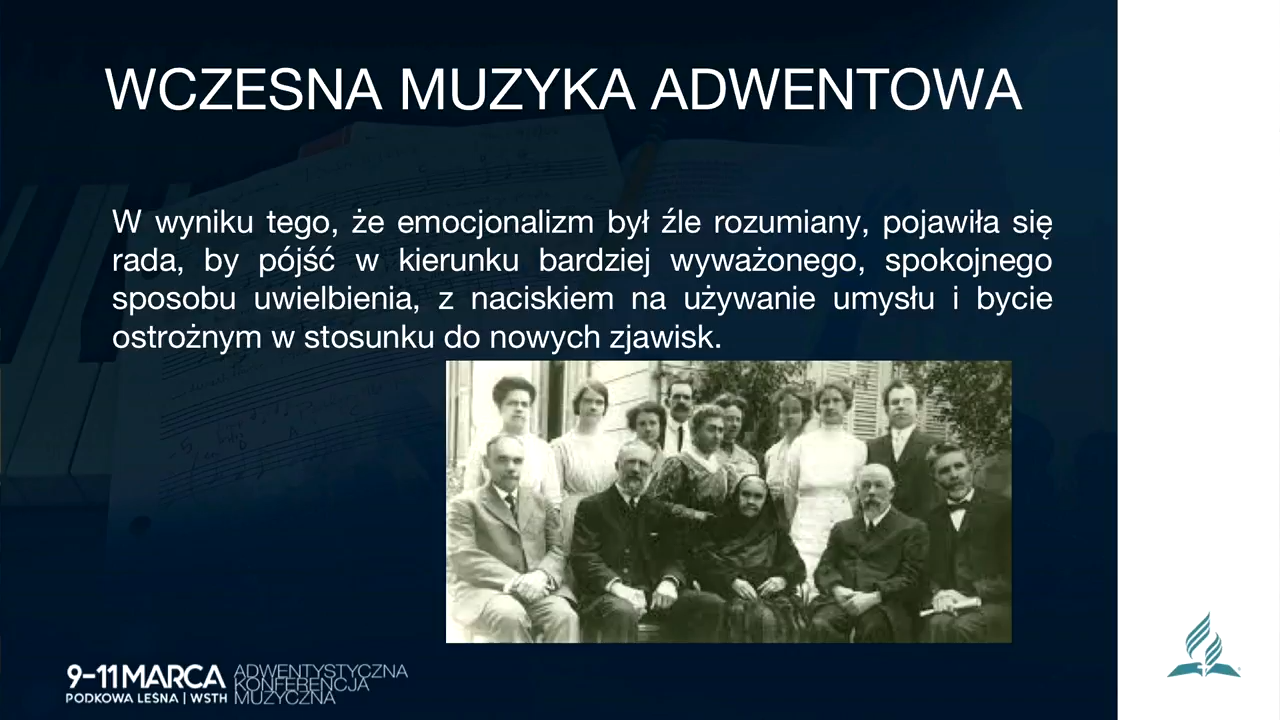 WCZESNA MUZYKA ADWENTOWA
W wyniku tego, że emocjonalizm był źle rozumiany, pojawiła się
rada, by pójść w kierunku bardziej wyważonego, spokojnego
sposobu uwielbienia, z naciskiem na używanie umysłu i bycie
ostrożnym w stosunku do nowych zjawisk.
9-11 MARCA
PODKOWA LEŚNA | WSTH
ADWENTYSTYCZNA
KONFERENCJA
MUZYCZNA